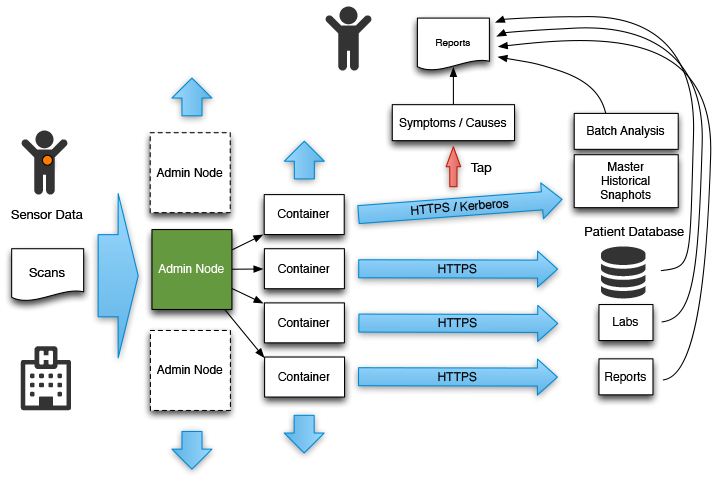 Reports
Symptoms / Causes
Batch Analysis
Admin Node
Tap
Master
Historical
Snaphots
Sensor Data
Container
HTTPS / Kerberos
Patient Database
Scans
Admin Node
Container
HTTPS
Container
HTTPS
Labs
H
Admin Node
Container
HTTPS
Reports